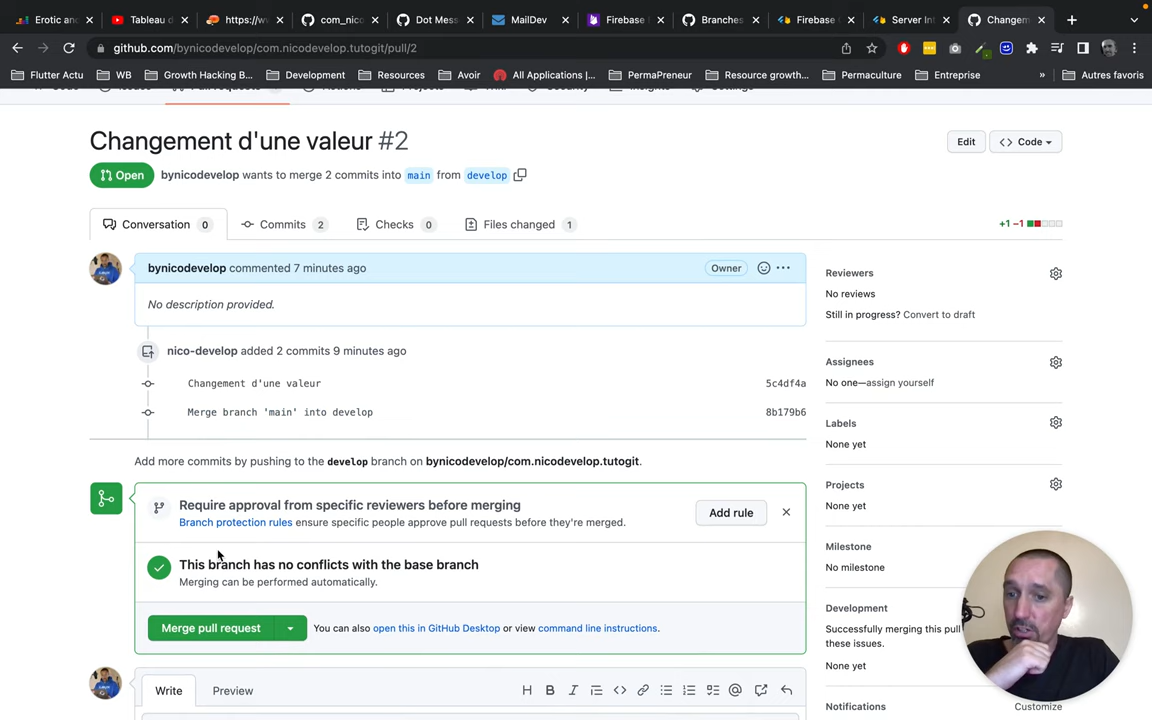 Erotic and
Tableau d
https://w
com_nico
Dot Mess
MailDev
Firebase
Branches
Firebase
Server In
Changem
github.com/bynicodevelop/com.nicodevelop.tutogit/pull/2
Flutter Actu
WB
Growth Hacking B...
Development
Resources
Avoir
All Applications |...
PermaPreneur
Resource growth...
Permaculture
Entreprise
»
Autres favoris
Changement d'une valeur #2
Edit
<> Code
Open
bynicodevelop wants to merge 2 commits into main from develop
Conversation 0
Commits 2
Checks 0
Files changed 1
+1 −1
bynicodevelop commented 7 minutes ago
Owner
No description provided.
nico-develop added 2 commits 9 minutes ago
Changement d'une valeur 5c4df4a
Merge branch 'main' into develop 8b179b6
Add more commits by pushing to the develop branch on bynicodevelop/com.nicodevelop.tutogit.
Require approval from specific reviewers before merging
Branch protection rules ensure specific people approve pull requests before they're merged.
Add rule
This branch has no conflicts with the base branch
Merging can be performed automatically.
Merge pull request
You can also open this in GitHub Desktop or view command line instructions.
Write
Preview
H B I
Reviewers
No reviews
Still in progress? Convert to draft
Assignees
No one—assign yourself
Labels
None yet
Projects
None yet
Milestone
No milestone
Development
Successfully merging this pull
these issues.
None yet
Notifications
Customize